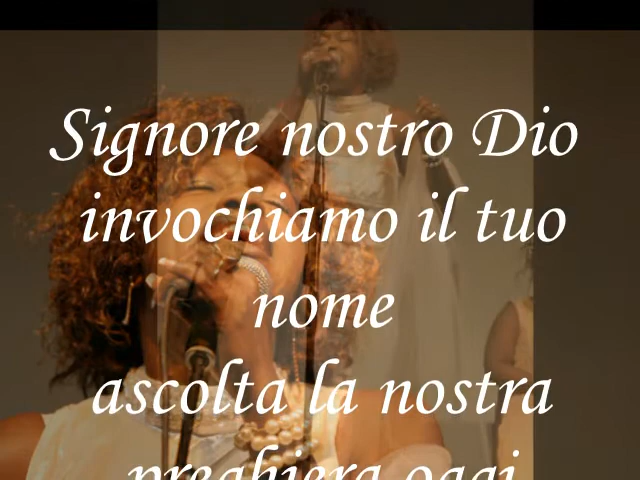 Signore nostro Dio
invochiamo il tuo
nome
ascolta la nostra
preghiera oggi